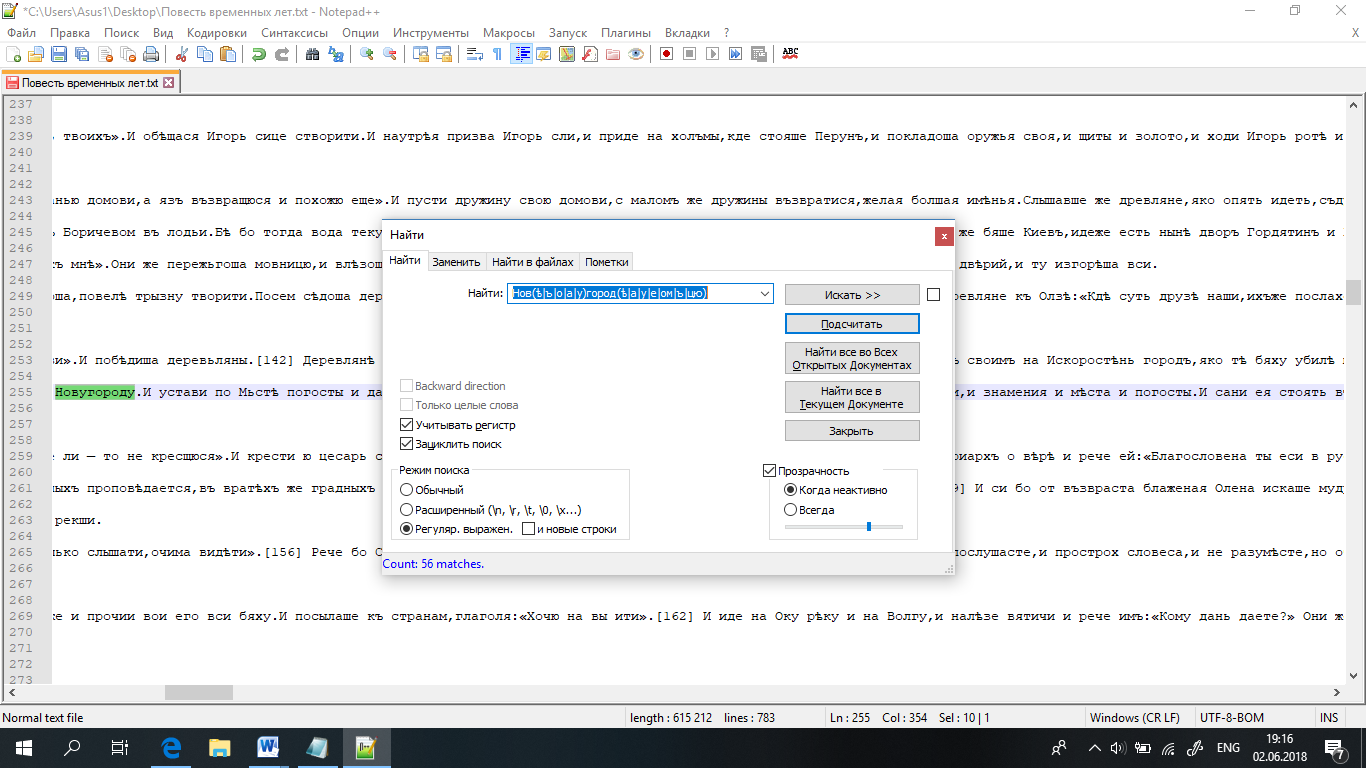 *C:\Users\Asus1\Desktop\Повесть временных лет.txt - Notepad++
Файл Правка Поиск Вид Кодировки Синтаксисы Опции Инструменты Макросы Запуск Плагины Вкладки ? X
Повесть временных лет.txt
237
238
239 твоихъ».И обѣщася Игорь сице створити.И наутрѣя призва Игорь сли,и приде на холъмы,кде стояше Перунъ,и покладоша оружья своя,и щиты и золото,и ходи Игорь ротѣ и
240
241
242
243 нью домови,а язъ възвращюся и похожю еще».И пусти дружину свою домови,с маломъ же дружины възвратися,желая болшая имѣнья.Слышавше же древляне,яко опять идеть,съд
244
245 Боричевом въ лодьи.Бѣ бо тогда вода теку же бяше Киевъ,идеже есть нынѣ дворъ Гордятинъ и
246
247 ъ мнѣ».Они же пережьгоша мовницю,и влѣзо двѣрий,и ту изгорѣша вси.
248
249 оша,повелѣ трызну творити.Посем сѣдоша дер евляне къ Олзѣ:«Кдѣ суть друзѣ наши,ихъже послах
250
251
252
253 и».И побѣдиша деревьляны.[142] Деревлянѣ ь своимъ на Искоростѣнь городъ,яко тѣ бяху убилѣ
254
255 Новугороду.И устави по Мьстѣ погосты и да и,и знамения и мѣста и погосты.И сани ея стоять въ
256
257
258
259 ли — то не крещюся».И крести ю цесарь с риархъ о вѣрѣ и рече ей:«Благословена ты еси в ру
260
261 ыхъ проповѣдается,въ вратѣхъ же градныхъ 9] И си бо от възвраста блаженая Олена искаше муд
262
263 рекши.
264
265 лько слышати,очима видѣти».[156] Рече бо С послушасте,и прострох словеса,и не разумѣсте,но о
266
267
268
269 е и прочии вои его вси бяху.И посылаше къ странам,глаголя:«Хочю на вы ити».[162] И иде на Оку рѣку и на Волгу,и налѣзе вятичи и рече имъ:«Кому дань даете?» Они ж
270
271
272
273
Найти
Найти Заменить Найти в файлах Пометки
Найти: Нов(ѣ|ъ|о|а|у)город(ѣ|а|у|е|ом|ъ|цю)
Искать >>
Подсчитать
Найти все во Всех Открытых Документах
Найти все в Текущем Документе
Закрыть
Backward direction
Только целые слова
Учитывать регистр
Зациклить поиск
Режим поиска
Обычный
Расширенный (\n, \r, \t, \0, \x...)
Регуляр. выражен. и новые строки
Прозрачность
Когда неактивно
Всегда
Count: 56 matches.
Normal text file length : 615 212 lines : 783 Ln : 255 Col : 354 Sel : 10 | 1 Windows (CR LF) UTF-8-BOM INS
ENG 19:16
02.06.2018
7